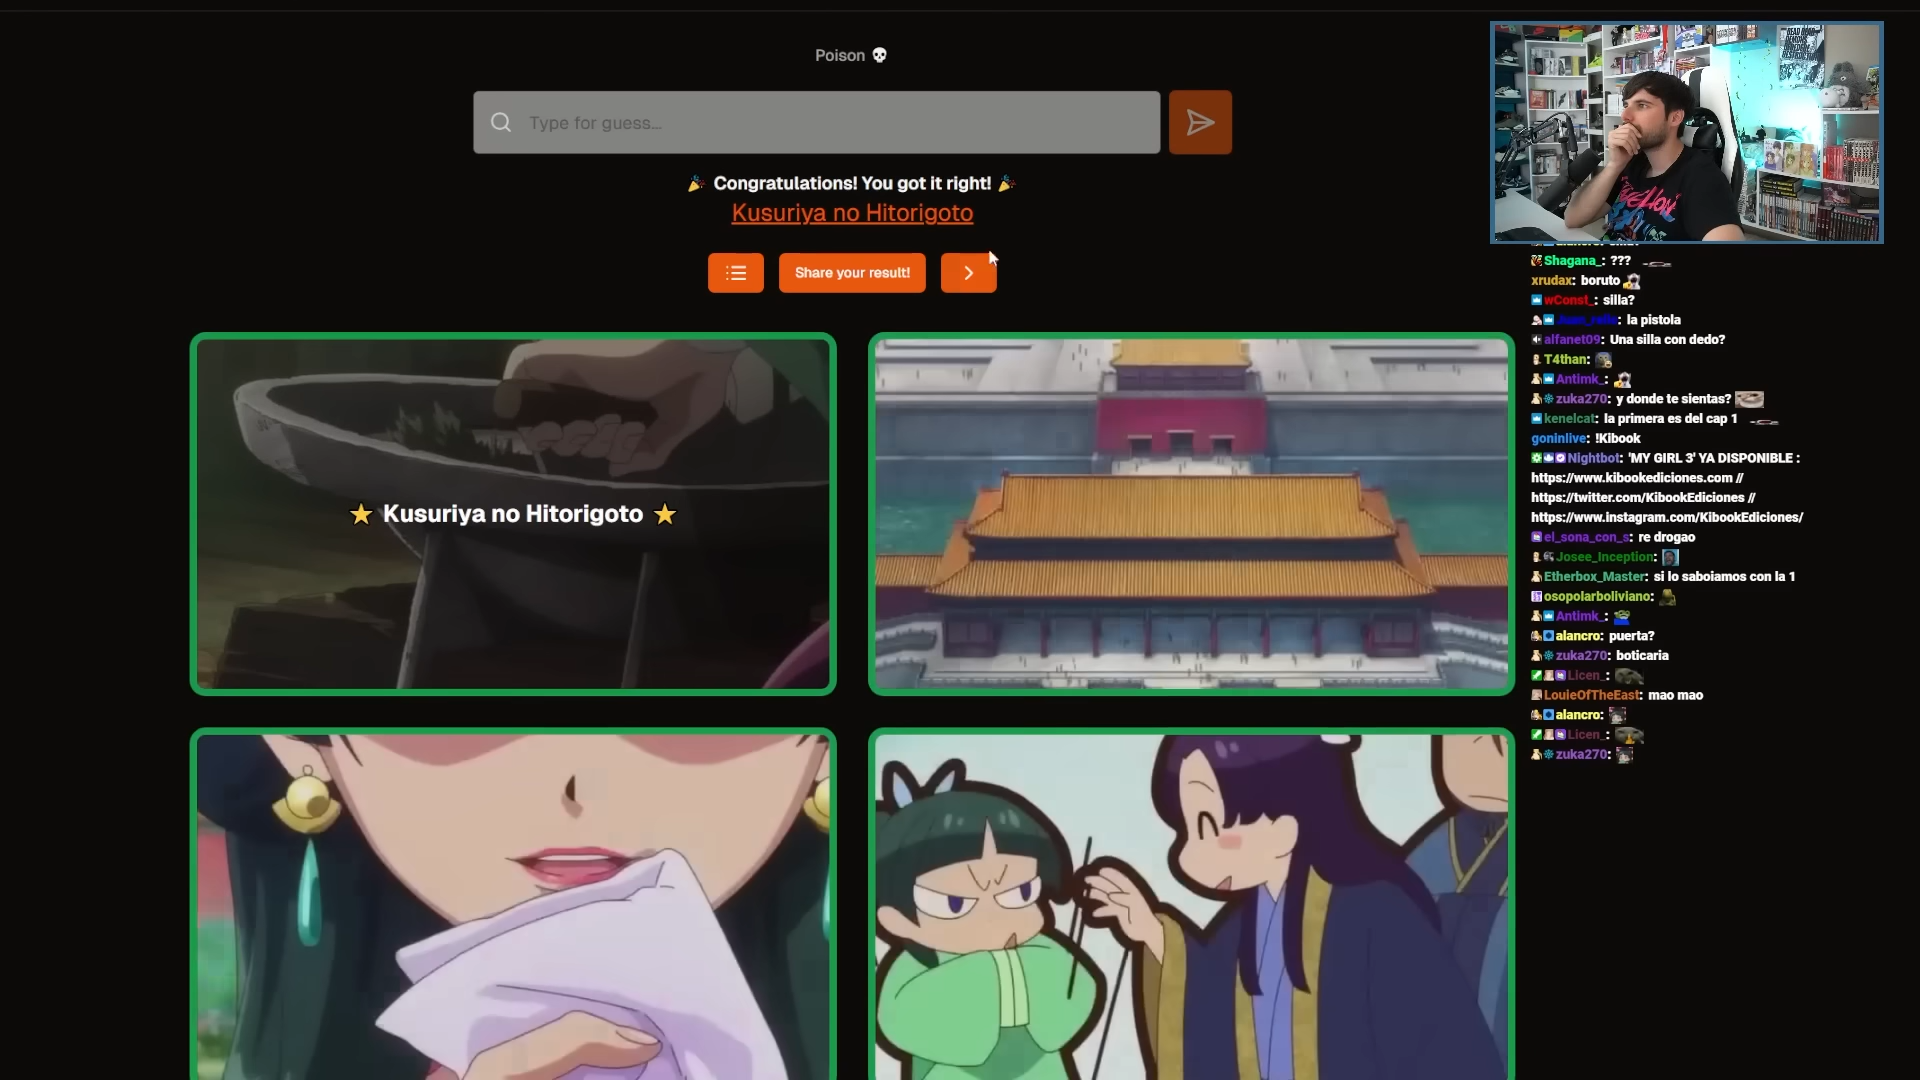 Poison 💀
Type for guess...
🎉 Congratulations! You got it right! 🎉
Kusuriya no Hitorigoto
Share your result!
⭐ Kusuriya no Hitorigoto ⭐
Shagana_: ???
xrudax: boruto
wConst_: silla?
: la pistola
alfanet09: Una silla con dedo?
T4than:
Antimk_:
zuka270: y donde te sientas?
kenelcat: la primera es del cap 1
goninlive: !Kibook
Nightbot: 'MY GIRL 3' YA DISPONIBLE :
https://www.kibookediciones.com //
https://twitter.com/KibookEdiciones //
https://www.instagram.com/KibookEdiciones/
el_sona_con_s: re drogao
Josee_Inception:
Etherbox_Master: si lo saboiamos con la 1
osopolarboliviano:
Antimk_:
alancro: puerta?
zuka270: boticaria
Licen_:
LouieOfTheEast: mao mao
alancro:
Licen_:
zuka270: